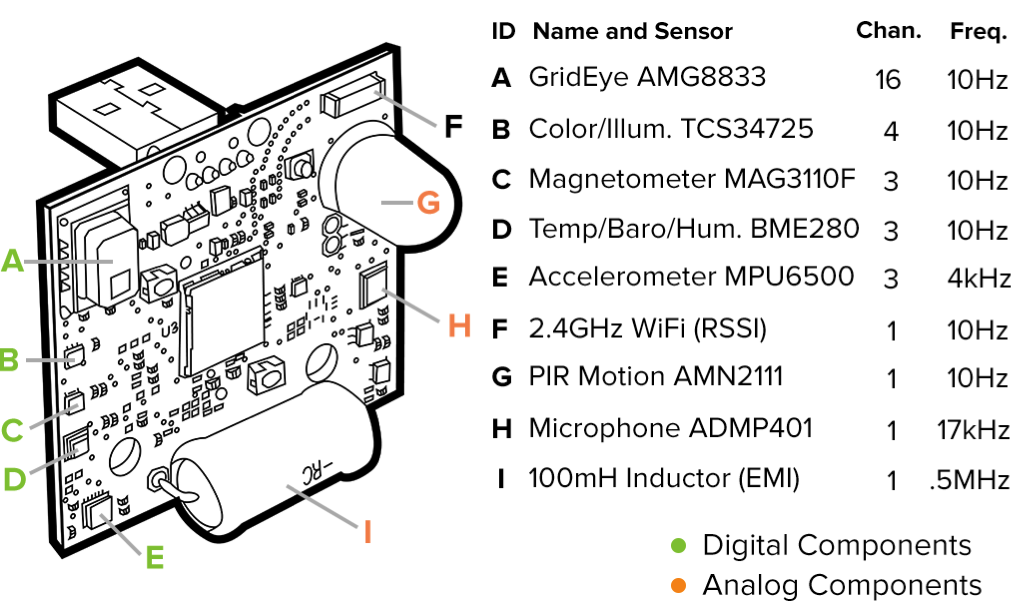 ID Name and Sensor Chan. Freq.
A GridEye AMG8833 16 10Hz
B Color/Illum. TCS34725 4 10Hz
C Magnetometer MAG3110F 3 10Hz
D Temp/Baro/Hum. BME280 3 10Hz
E Accelerometer MPU6500 3 4kHz
F 2.4GHz WiFi (RSSI) 1 10Hz
G PIR Motion AMN2111 1 10Hz
H Microphone ADMP401 1 17kHz
I 100mH Inductor (EMI) 1 .5MHz
Digital Components
Analog Components
F
G
A
H
U3
B
C
D
–RC
I
E